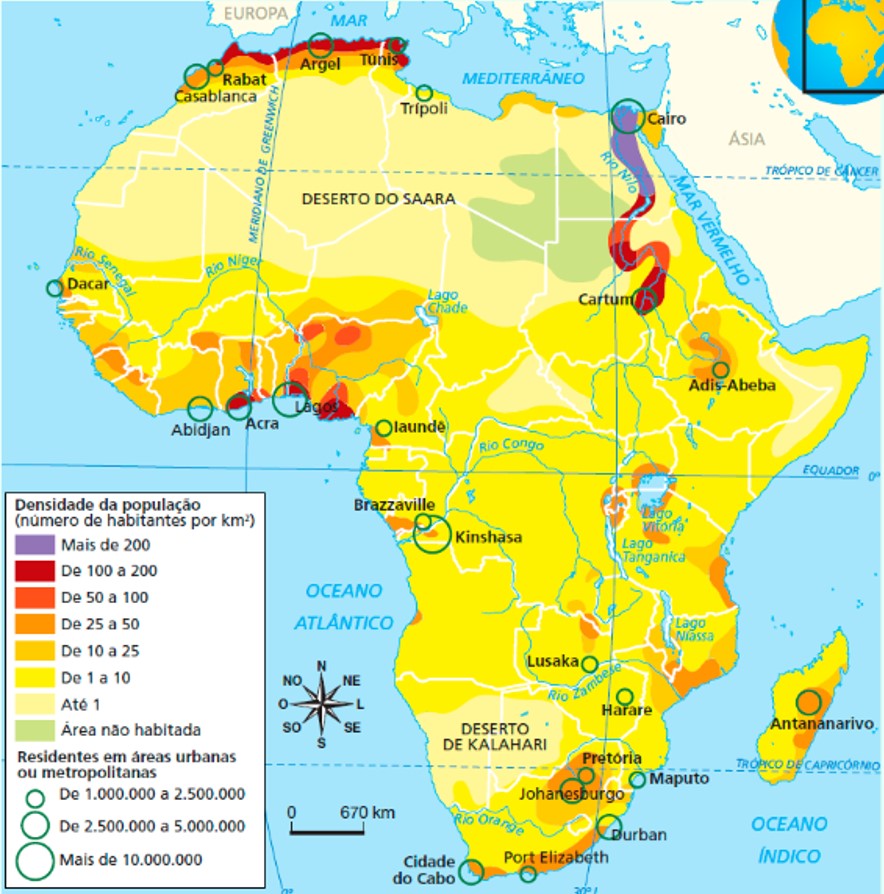 EUROPA
MAR
MEDITERRÂNEO
Argel
Túnis
Rabat
Casablanca
Trípoli
Cairo
ÁSIA
MERIDIANO DE GREENWICH
Rio Nilo
TRÓPICO DE CÂNCER
MAR VERMELHO
DESERTO DO SAARA
Rio Senegal
Rio Níger
Dacar
Lago
Chade
Cartum
Adis-Abeba
Lagos
Abidjan
Acra
Iaundê
Rio Congo
EQUADOR
0°
Brazzaville
Kinshasa
Lago
Vitória
Lago
Tanganica
OCEANO
ATLÂNTICO
Lago
Niassa
Lusaka
Rio Zambese
Harare
Antananarivo
DESERTO
DE KALAHARI
Pretória
TRÓPICO DE CAPRICÓRNIO
Maputo
Johanesburgo
Rio Orange
Durban
OCEANO
ÍNDICO
Port Elizabeth
Cidade
do Cabo
0°
30° L
Densidade da população
(número de habitantes por km²)
Mais de 200
De 100 a 200
De 50 a 100
De 25 a 50
De 10 a 25
De 1 a 10
Até 1
Área não habitada
Residentes em áreas urbanas
ou metropolitanas
De 1.000.000 a 2.500.000
De 2.500.000 a 5.000.000
Mais de 10.000.000
N
NO
NE
O
L
SO
SE
S
0
670 km